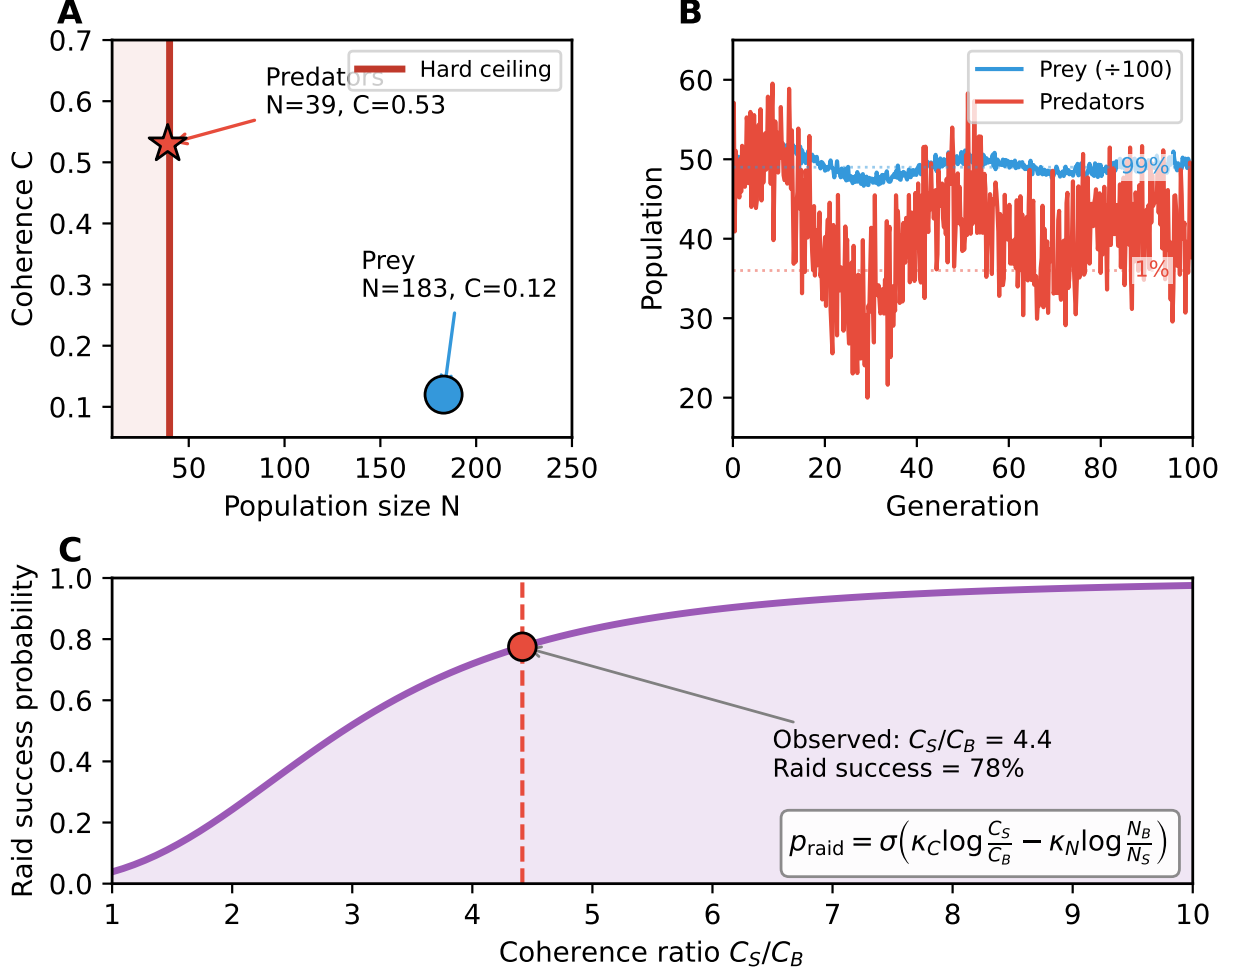 A
0.7
0.6
0.5
0.4
0.3
0.2
0.1
Coherence C
Hard ceiling
Predators
N=39, C=0.53
Prey
N=183, C=0.12
50 100 150 200 250
Population size N
B
60
50
40
30
20
Population
Prey (÷100)
Predators
99%
1%
0 20 40 60 80 100
Generation
C
1.0
0.8
0.6
0.4
0.2
0.0
Raid success probability
Observed: C_S/C_B = 4.4
Raid success = 78%
p_raid = σ(κ_C log C_S/C_B − κ_N log N_B/N_S)
1 2 3 4 5 6 7 8 9 10
Coherence ratio C_S/C_B